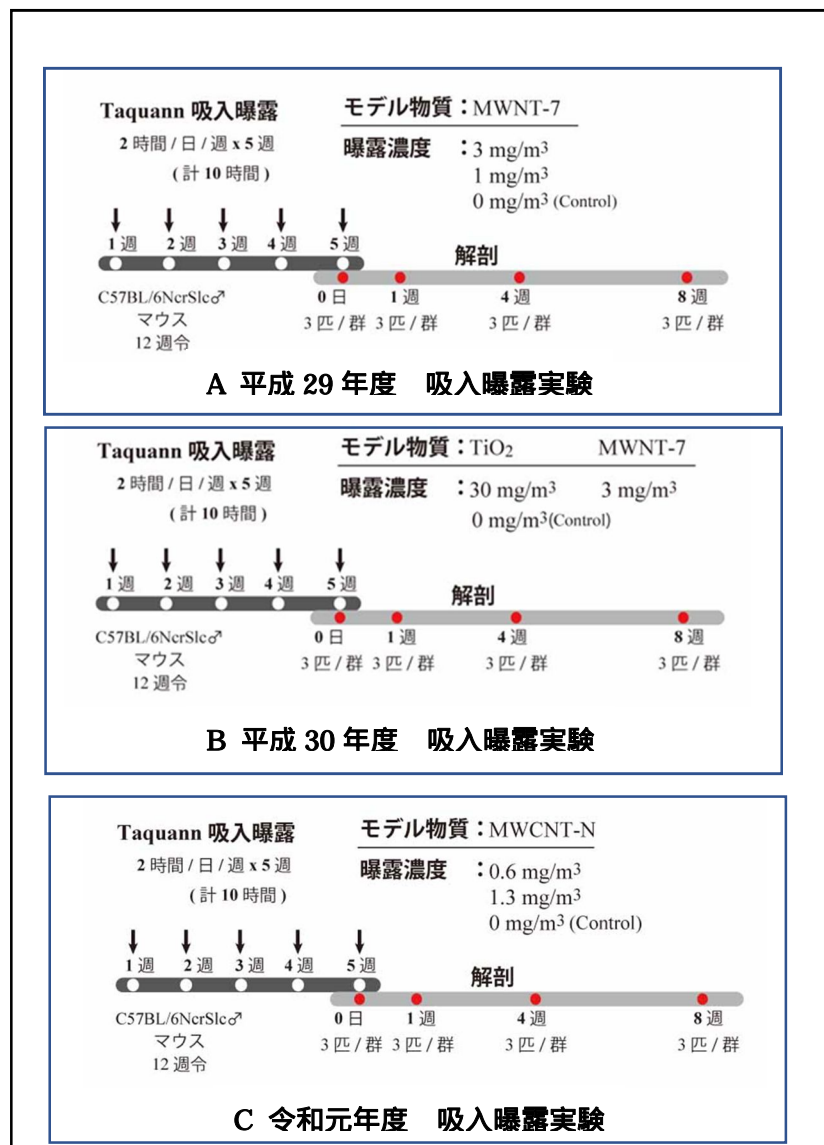 Taquann 吸入曝露
2 時間 / 日 / 週 x 5 週
( 計 10 時間 )
モデル物質：MWNT-7
曝露濃度 ：3 mg/m³
1 mg/m³
0 mg/m³ (Control)
1 週 2 週 3 週 4 週 5 週
解剖
C57BL/6NcrSlc♂
マウス
12 週令
0 日 1 週 4 週 8 週
3 匹 / 群 3 匹 / 群 3 匹 / 群 3 匹 / 群
A 平成 29 年度 吸入曝露実験
Taquann 吸入曝露
2 時間 / 日 / 週 x 5 週
( 計 10 時間 )
モデル物質：TiO₂ MWNT-7
曝露濃度 ：30 mg/m³ 3 mg/m³
0 mg/m³(Control)
1 週 2 週 3 週 4 週 5 週
解剖
C57BL/6NcrSlc♂
マウス
12 週令
0 日 1 週 4 週 8 週
3 匹 / 群 3 匹 / 群 3 匹 / 群 3 匹 / 群
B 平成 30 年度 吸入曝露実験
Taquann 吸入曝露
2 時間 / 日 / 週 x 5 週
( 計 10 時間 )
モデル物質：MWCNT-N
曝露濃度 ：0.6 mg/m³
1.3 mg/m³
0 mg/m³ (Control)
1 週 2 週 3 週 4 週 5 週
解剖
C57BL/6NcrSlc♂
マウス
12 週令
0 日 1 週 4 週 8 週
3 匹 / 群 3 匹 / 群 3 匹 / 群 3 匹 / 群
C 令和元年度 吸入曝露実験